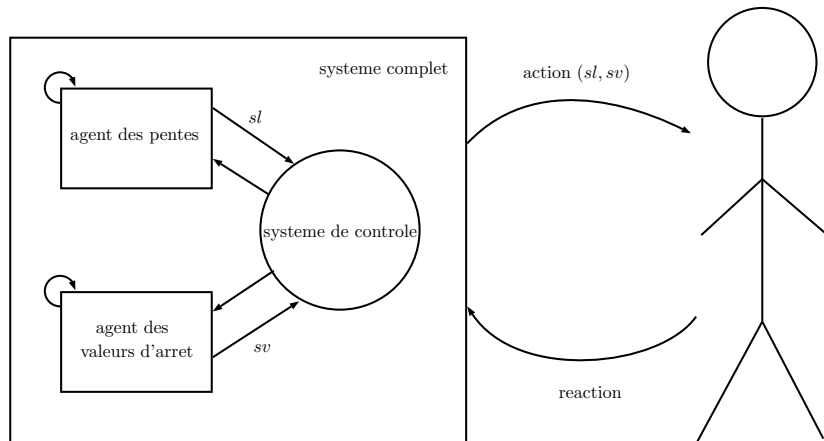 systeme complet
action (sl, sv)
agent des pentes
sl
systeme de controle
agent des
valeurs d'arret
sv
reaction